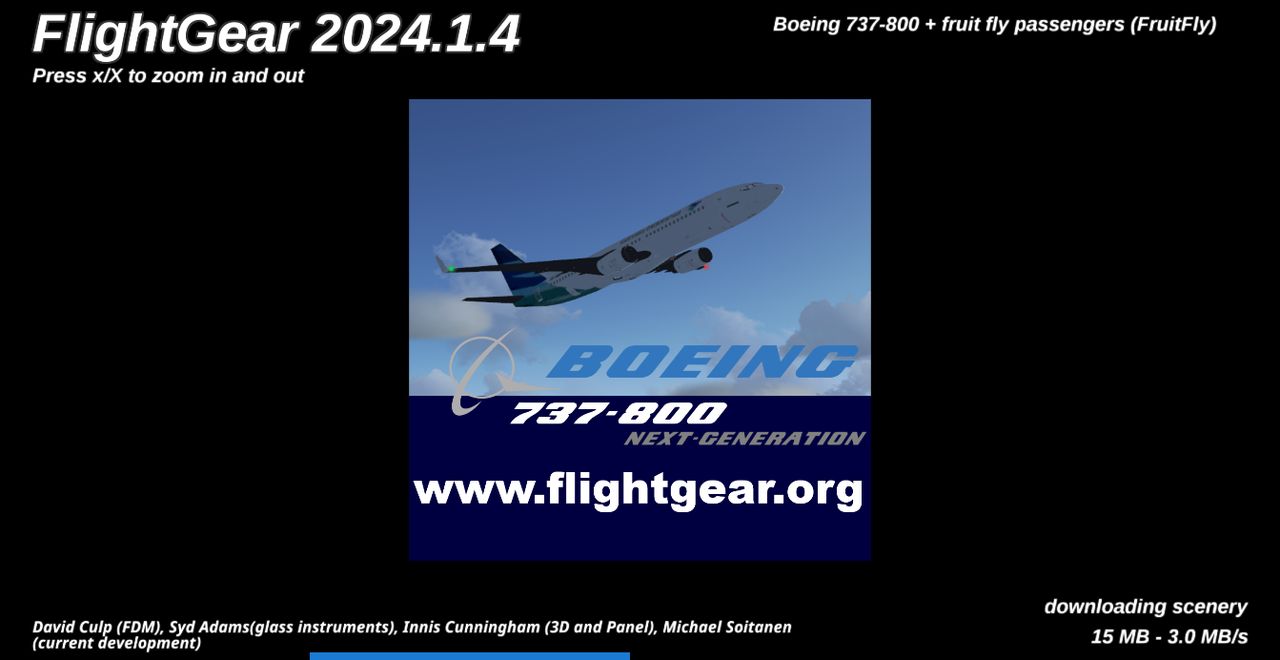 FlightGear 2024.1.4
Boeing 737-800 + fruit fly passengers (FruitFly)
Press x/X to zoom in and out
BOEING
737-800
NEXT-GENERATION
www.flightgear.org
downloading scenery
15 MB - 3.0 MB/s
David Culp (FDM), Syd Adams(glass instruments), Innis Cunningham (3D and Panel), Michael Soitanen
(current development)